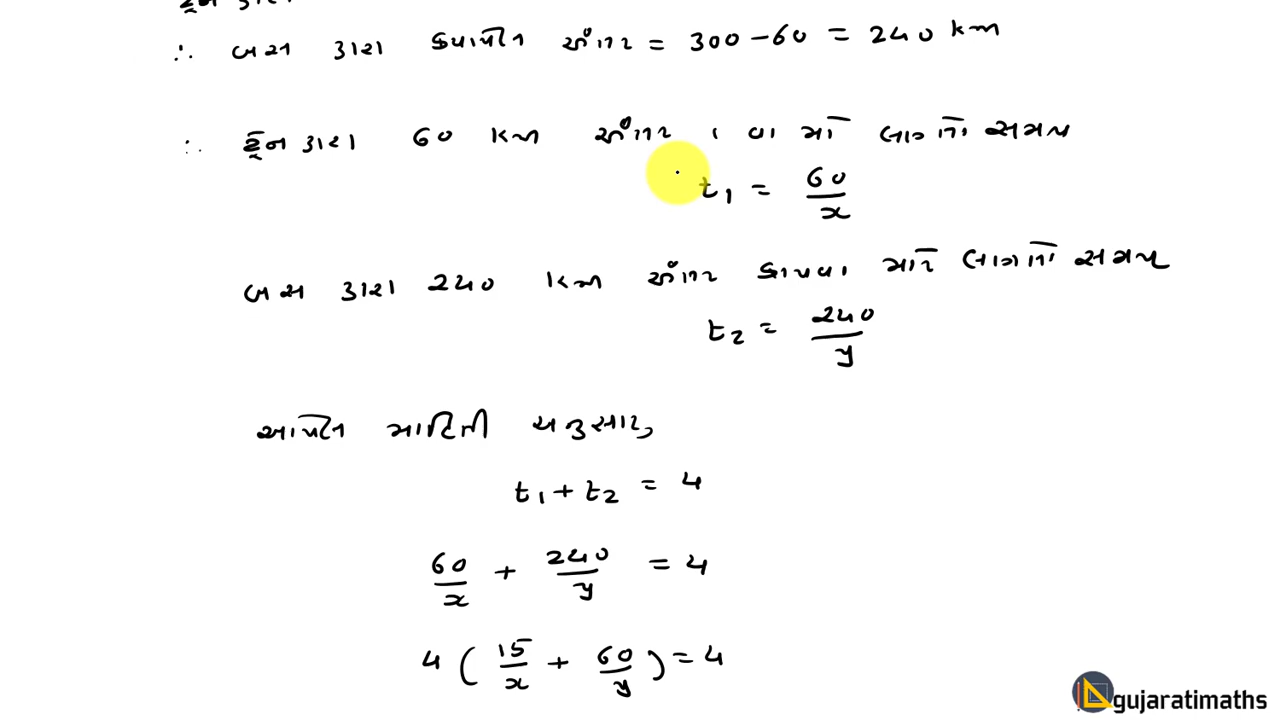 ટ્રેન દ્વારા
∴ બસ દ્વારા કપાયેલ અંતર = 300 - 60 = 240 km
∴ ટ્રેન દ્વારા 60 km અંતર કાપવા માટે લાગતો સમય
t₁ = 60/x
બસ દ્વારા 240 km અંતર કાપવા માટે લાગતો સમય
t₂ = 240/y
આપેલ માહિતી અનુસાર,
t₁ + t₂ = 4
60/x + 240/y = 4
4 ( 15/x + 60/y ) = 4
gujaratimaths